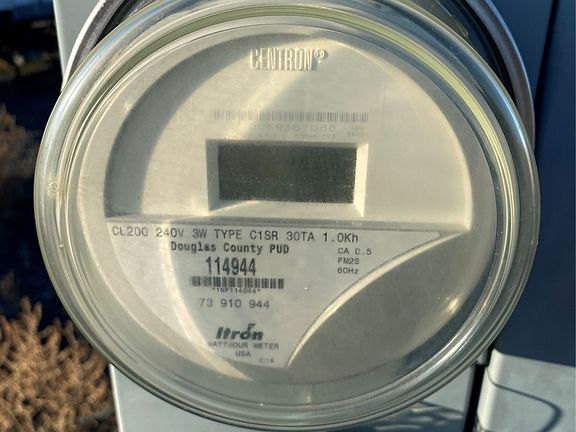 CENTRON®
CL200 240V 3W TYPE C1SR 30TA 1.0Kh
Douglas County PUD
CA 0.5
114944
FM2S
60Hz
*INF114944*
73 910 944
Itron
WATTHOUR METER
USA